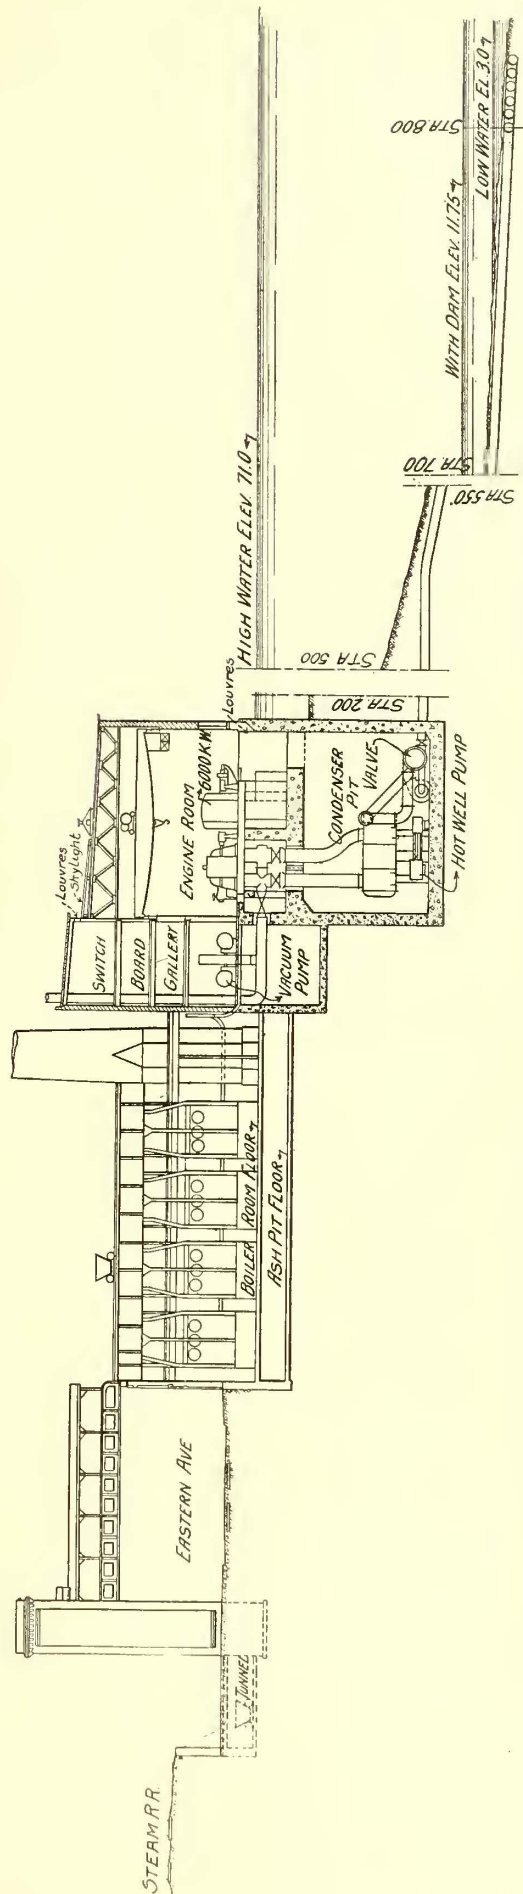 STEAM R.R.
TUNNEL
EASTERN AVE
BOILER ROOM FLOOR
ASH PIT FLOOR
SWITCH
BOARD
GALLERY
VACUUM
PUMP
Louvres
Skylight
ENGINE ROOM
6000 K.W.
Louvres
CONDENSER
PIT
VALVE
HOT WELL PUMP
HIGH WATER ELEV. 71.0
STA 200
STA 500
STA 550
STA 700
WITH DAM ELEV. 11.75
STA 800
LOW WATER EL. 3.0